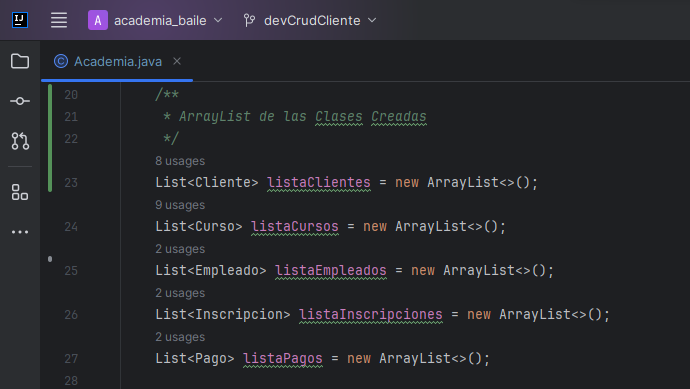 IJ
A academia_baile devCrudCliente
Academia.java
20 /**
21 * ArrayList de las Clases Creadas
22 */
8 usages
23 List<Cliente> listaClientes = new ArrayList<>();
9 usages
24 List<Curso> listaCursos = new ArrayList<>();
2 usages
25 List<Empleado> listaEmpleados = new ArrayList<>();
2 usages
26 List<Inscripcion> listaInscripciones = new ArrayList<>();
2 usages
27 List<Pago> listaPagos = new ArrayList<>();
28